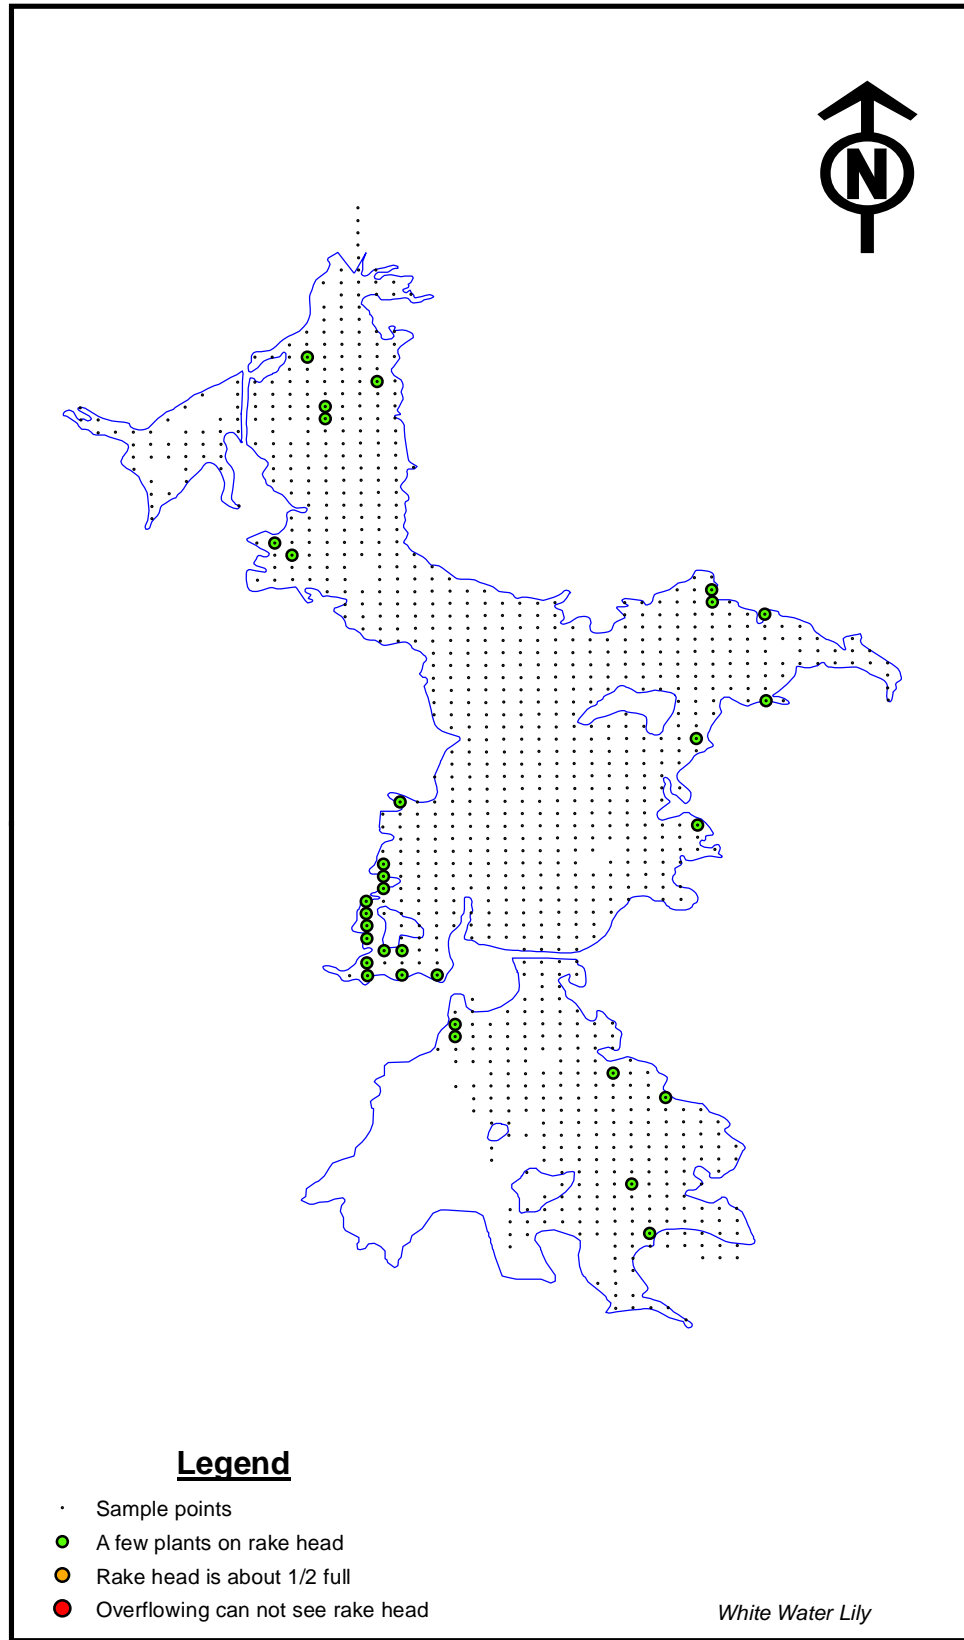 N
Legend
Sample points
A few plants on rake head
Rake head is about 1/2 full
Overflowing can not see rake head
White Water Lily